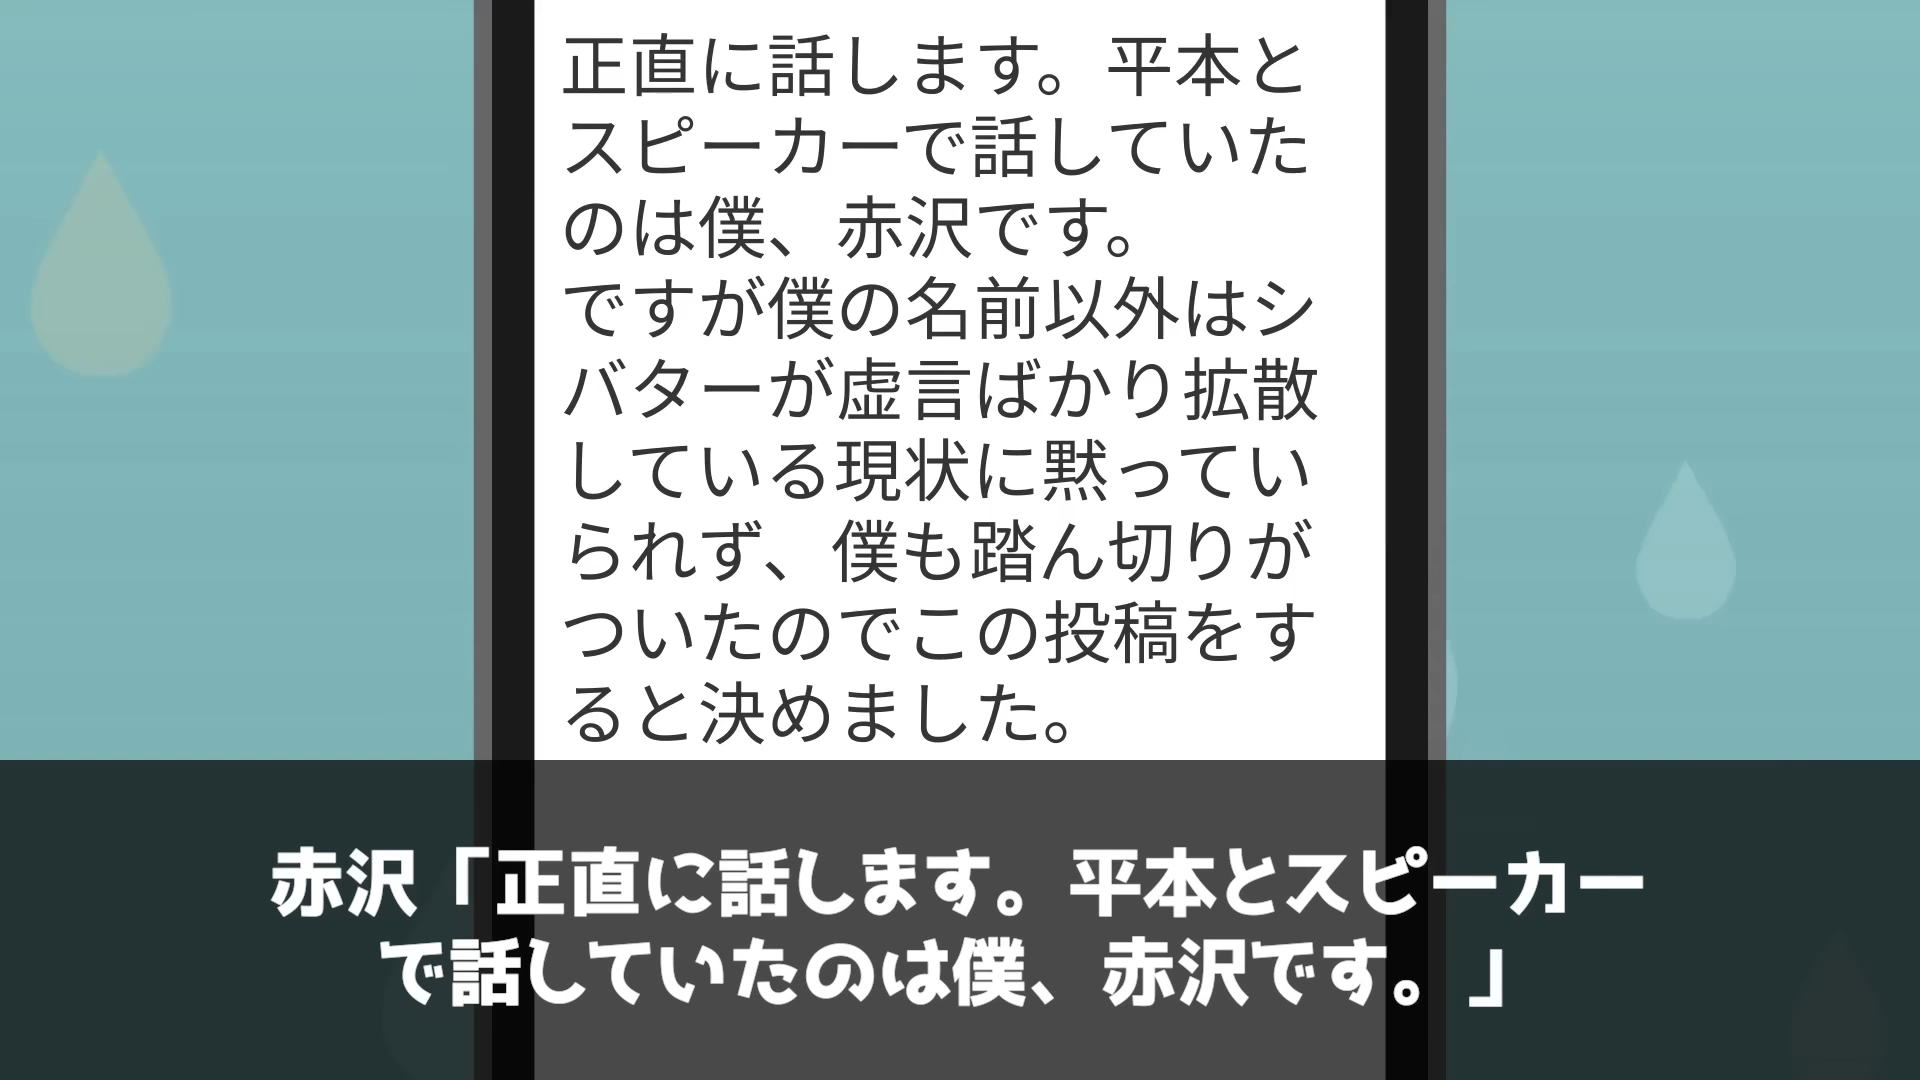 正直に話します。平本と
スピーカーで話していた
のは僕、赤沢です。
ですが僕の名前以外はシ
バターが虚言ばかり拡散
している現状に黙ってい
られず、僕も踏ん切りが
ついたのでこの投稿をす
ると決めました。
赤沢「正直に話します。平本とスピーカー
で話していたのは僕、赤沢です。」